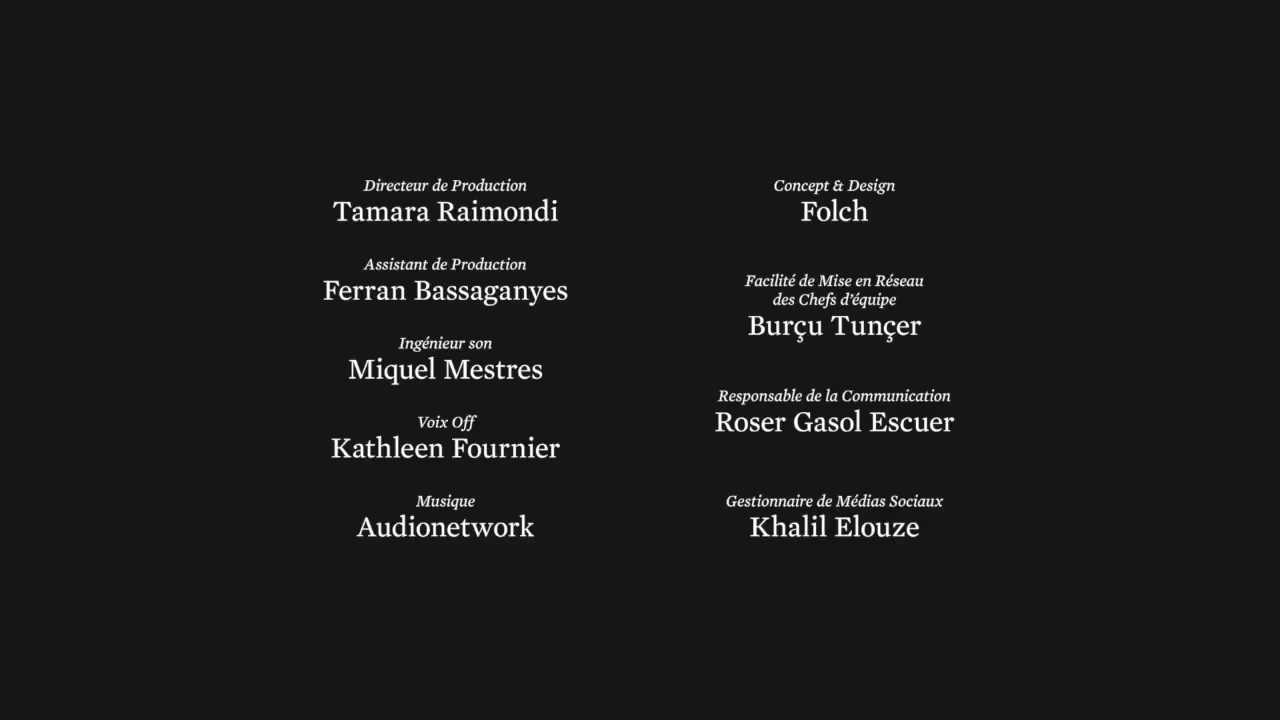 Directeur de Production
Tamara Raimondi
Assistant de Production
Ferran Bassaganyes
Ingénieur son
Miquel Mestres
Voix Off
Kathleen Fournier
Musique
Audionetwork
Concept & Design
Folch
Facilité de Mise en Réseau
des Chefs d'équipe
Burçu Tunçer
Responsable de la Communication
Roser Gasol Escuer
Gestionnaire de Médias Sociaux
Khalil Elouze